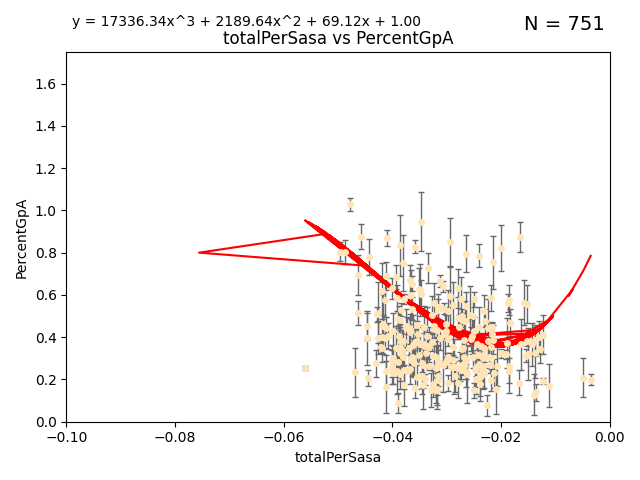 y = 17336.34x^3 + 2189.64x^2 + 69.12x + 1.00
N = 751
totalPerSasa vs PercentGpA
PercentGpA
1.6
1.4
1.2
1.0
0.8
0.6
0.4
0.2
0.0
−0.10 −0.08 −0.06 −0.04 −0.02 0.00
totalPerSasa